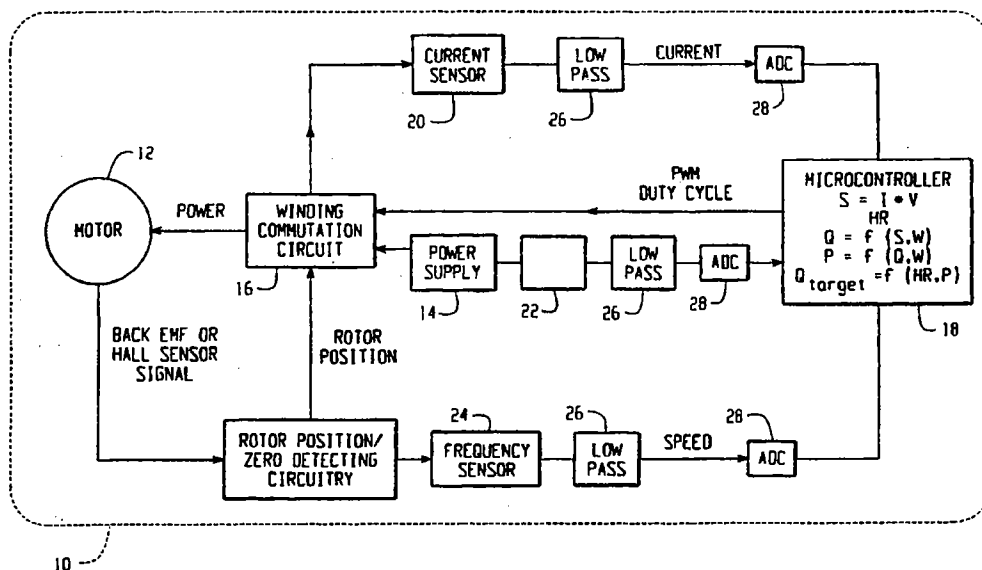 CURRENT
SENSOR
20
LOW
PASS
26
CURRENT
ADC
28
12
MOTOR
POWER
WINDING
COMMUTATION
CIRCUIT
16
PWM
DUTY CYCLE
POWER
SUPPLY
14
22
LOW
PASS
26
ADC
28
MICROCONTROLLER
S = I * V
HR
Q = f (S,W)
P = f (Q,W)
Qtarget =f (HR,P)
18
BACK EMF OR
HALL SENSOR
SIGNAL
ROTOR
POSITION
ROTOR POSITION/
ZERO DETECTING
CIRCUITRY
24
FREQUENCY
SENSOR
26
LOW
PASS
SPEED
28
ADC
10